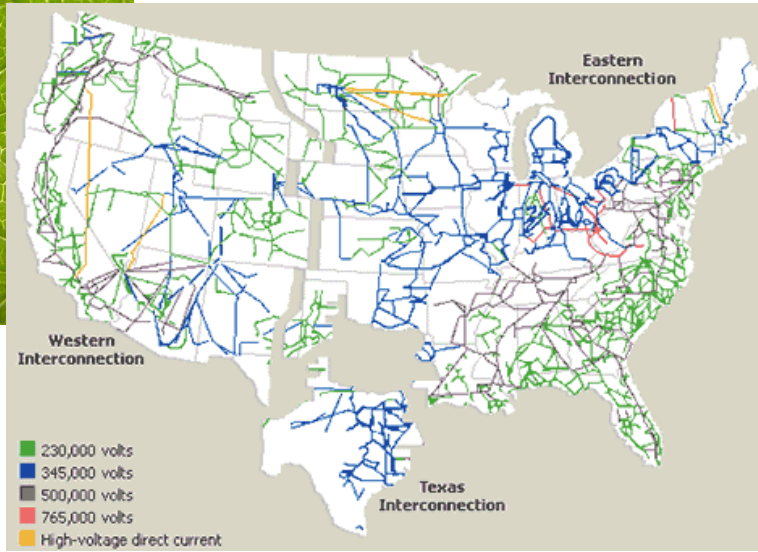 Eastern
Interconnection
Western
Interconnection
Texas
Interconnection
230,000 volts
345,000 volts
500,000 volts
765,000 volts
High-voltage direct current